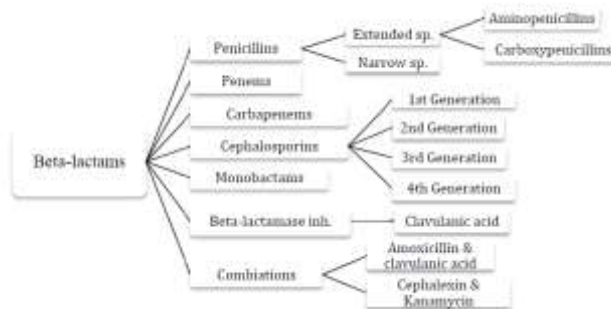 Beta-lactams
Penicillins
Extended sp.
Aminopenicillins
Carboxypenicillins
Narrow sp.
Penems
Carbapenems
Cephalosporins
1st Generation
2nd Generation
3rd Generation
4th Generation
Monobactams
Beta-lactamase inh.
Clavulanic acid
Combiations
Amoxicillin &
clavulanic acid
Cephalexin &
Kanamycin